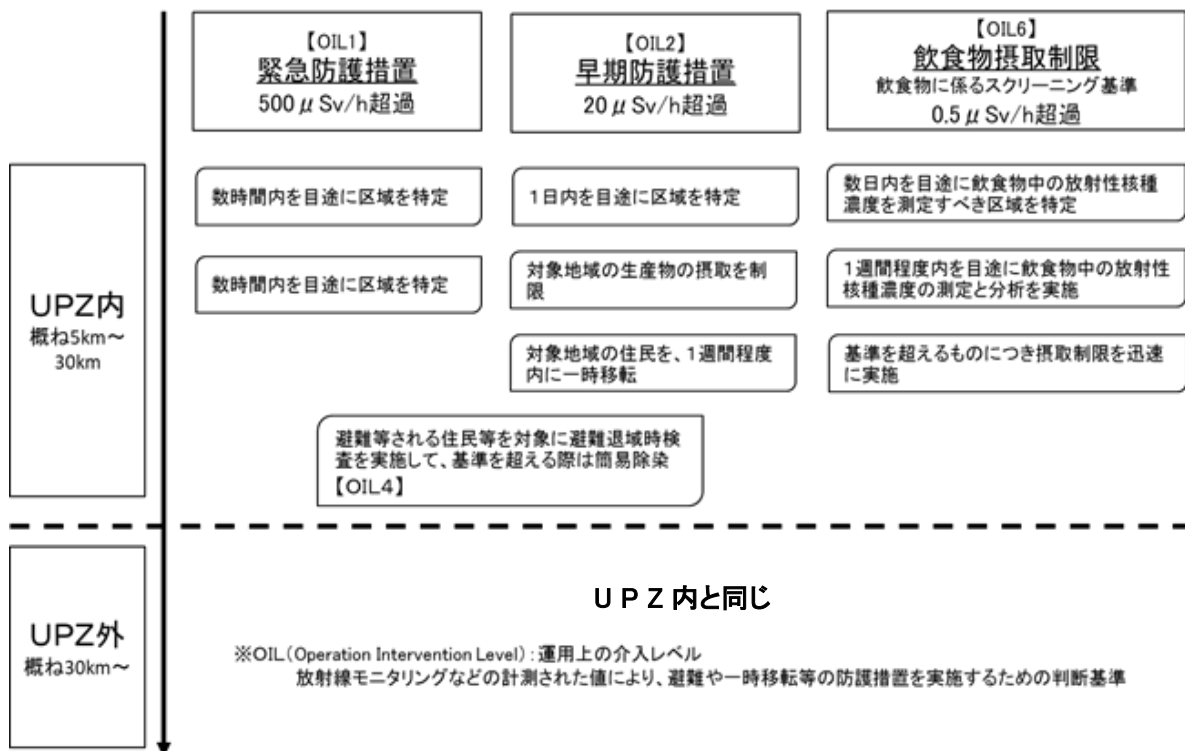 【OIL1】
緊急防護措置
500μSv/h超過
【OIL2】
早期防護措置
20μSv/h超過
【OIL6】
飲食物摂取制限
飲食物に係るスクリーニング基準
0.5μSv/h超過
UPZ内
概ね5km～
30km
数時間内を目途に区域を特定
1日内を目途に区域を特定
数日内を目途に飲食物中の放射性核種
濃度を測定すべき区域を特定
数時間内を目途に区域を特定
対象地域の生産物の摂取を制
限
1週間程度内を目途に飲食物中の放射性
核種濃度の測定と分析を実施
対象地域の住民を、1週間程度
内に一時移転
基準を超えるものにつき摂取制限を迅速
に実施
避難等される住民等を対象に避難退域時検
査を実施して、基準を超える際は簡易除染
【OIL4】
UPZ外
概ね30km～
ＵＰＺ内と同じ
※OIL(Operation Intervention Level):運用上の介入レベル
放射線モニタリングなどの計測された値により、避難や一時移転等の防護措置を実施するための判断基準